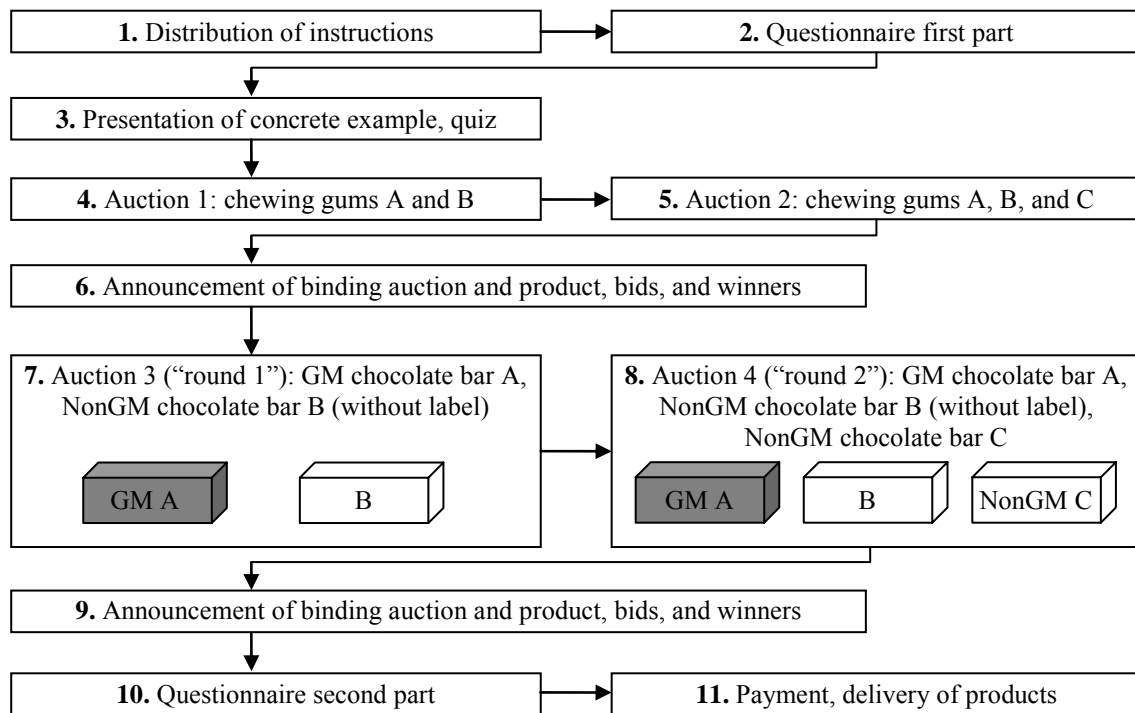 1. Distribution of instructions
2. Questionnaire first part
3. Presentation of concrete example, quiz
4. Auction 1: chewing gums A and B
5. Auction 2: chewing gums A, B, and C
6. Announcement of binding auction and product, bids, and winners
7. Auction 3 (“round 1”): GM chocolate bar A,
NonGM chocolate bar B (without label)
GM A
B
8. Auction 4 (“round 2”): GM chocolate bar A,
NonGM chocolate bar B (without label),
NonGM chocolate bar C
GM A
B
NonGM C
9. Announcement of binding auction and product, bids, and winners
10. Questionnaire second part
11. Payment, delivery of products